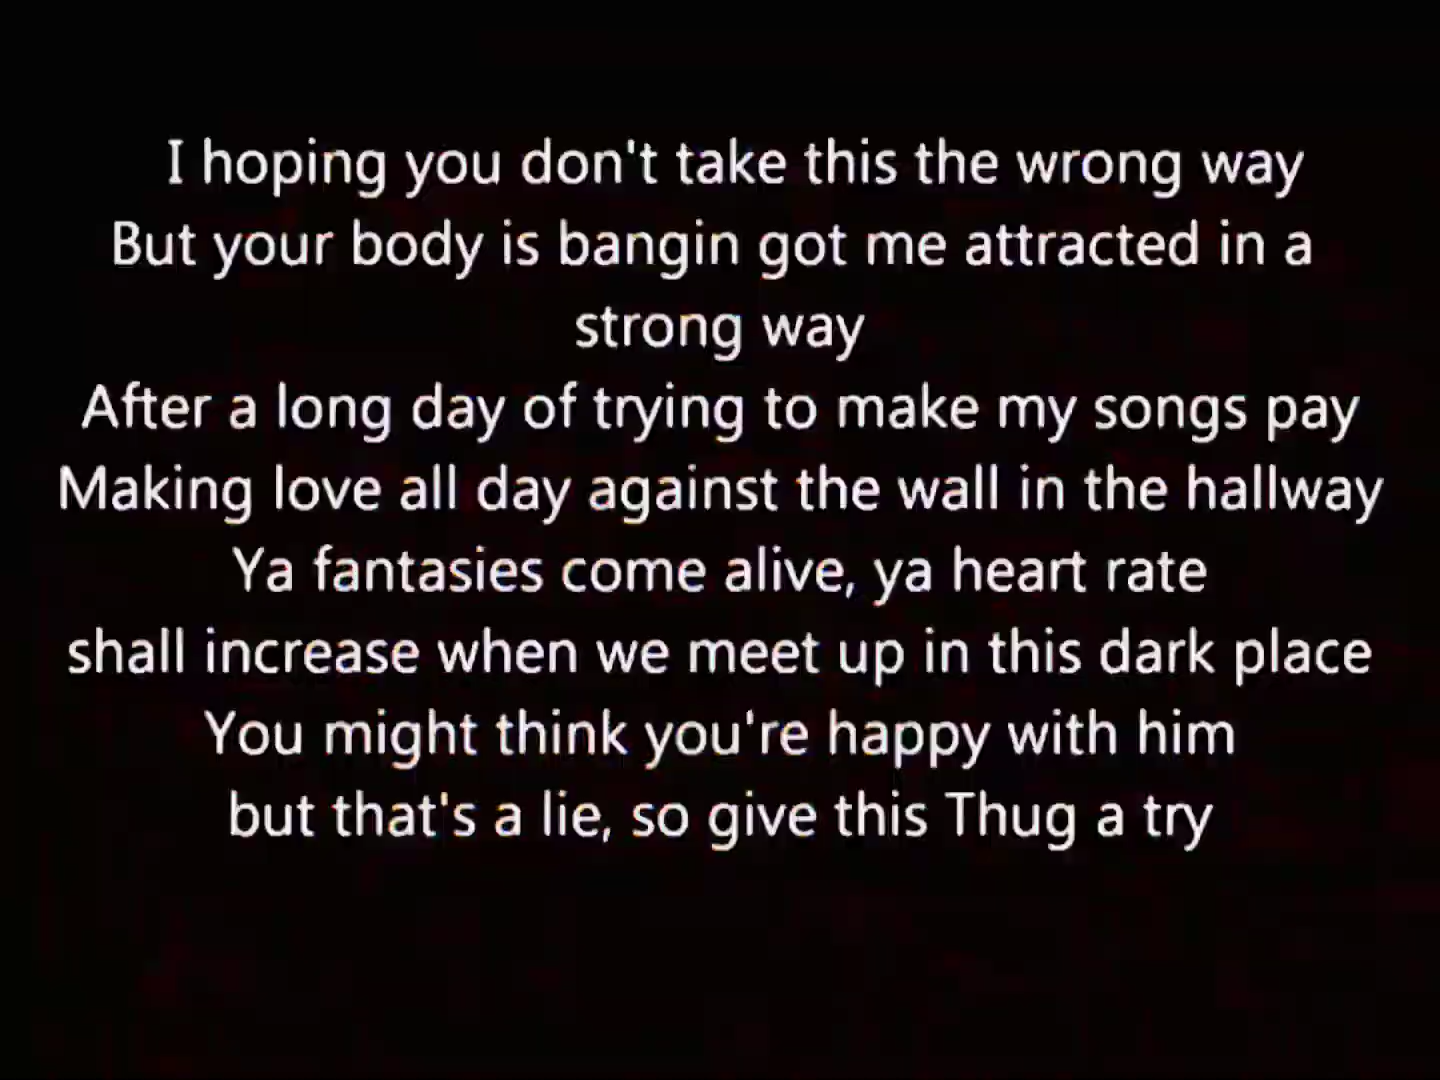 I hoping you don't take this the wrong way
But your body is bangin got me attracted in a
strong way
After a long day of trying to make my songs pay
Making love all day against the wall in the hallway
Ya fantasies come alive, ya heart rate
shall increase when we meet up in this dark place
You might think you're happy with him
but that's a lie, so give this Thug a try